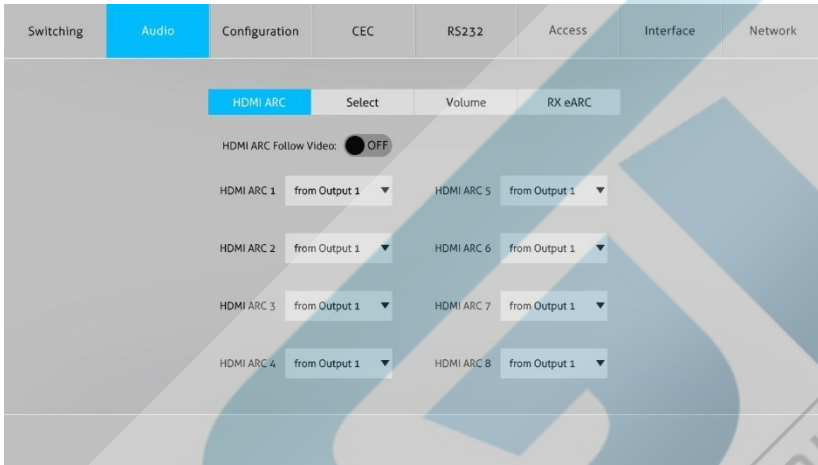 Switching Audio Configuration CEC RS232 Access Interface Network
HDMI ARC Select Volume RX eARC
HDMI ARC Follow Video: OFF
HDMI ARC 1 from Output 1 HDMI ARC 5 from Output 1
HDMI ARC 2 from Output 1 HDMI ARC 6 from Output 1
HDMI ARC 3 from Output 1 HDMI ARC 7 from Output 1
HDMI ARC 4 from Output 1 HDMI ARC 8 from Output 1